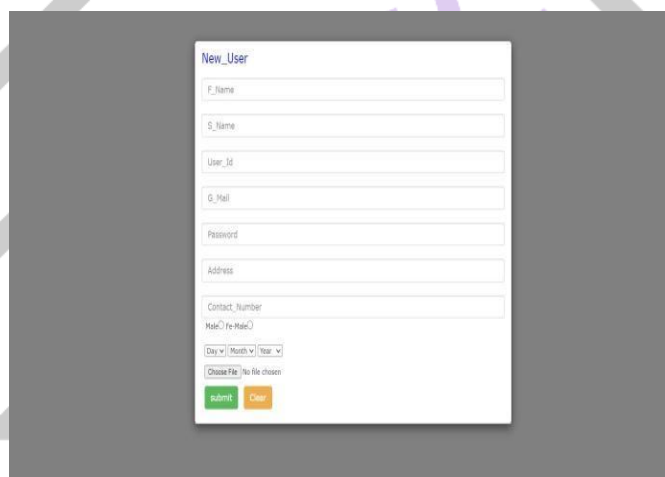 New_User
F_Name
S_Name
User_Id
G_Mail
Password
Address
Contact_Number
Male Fe-Male
Day Month Year
Choose File No file chosen
submit Clear